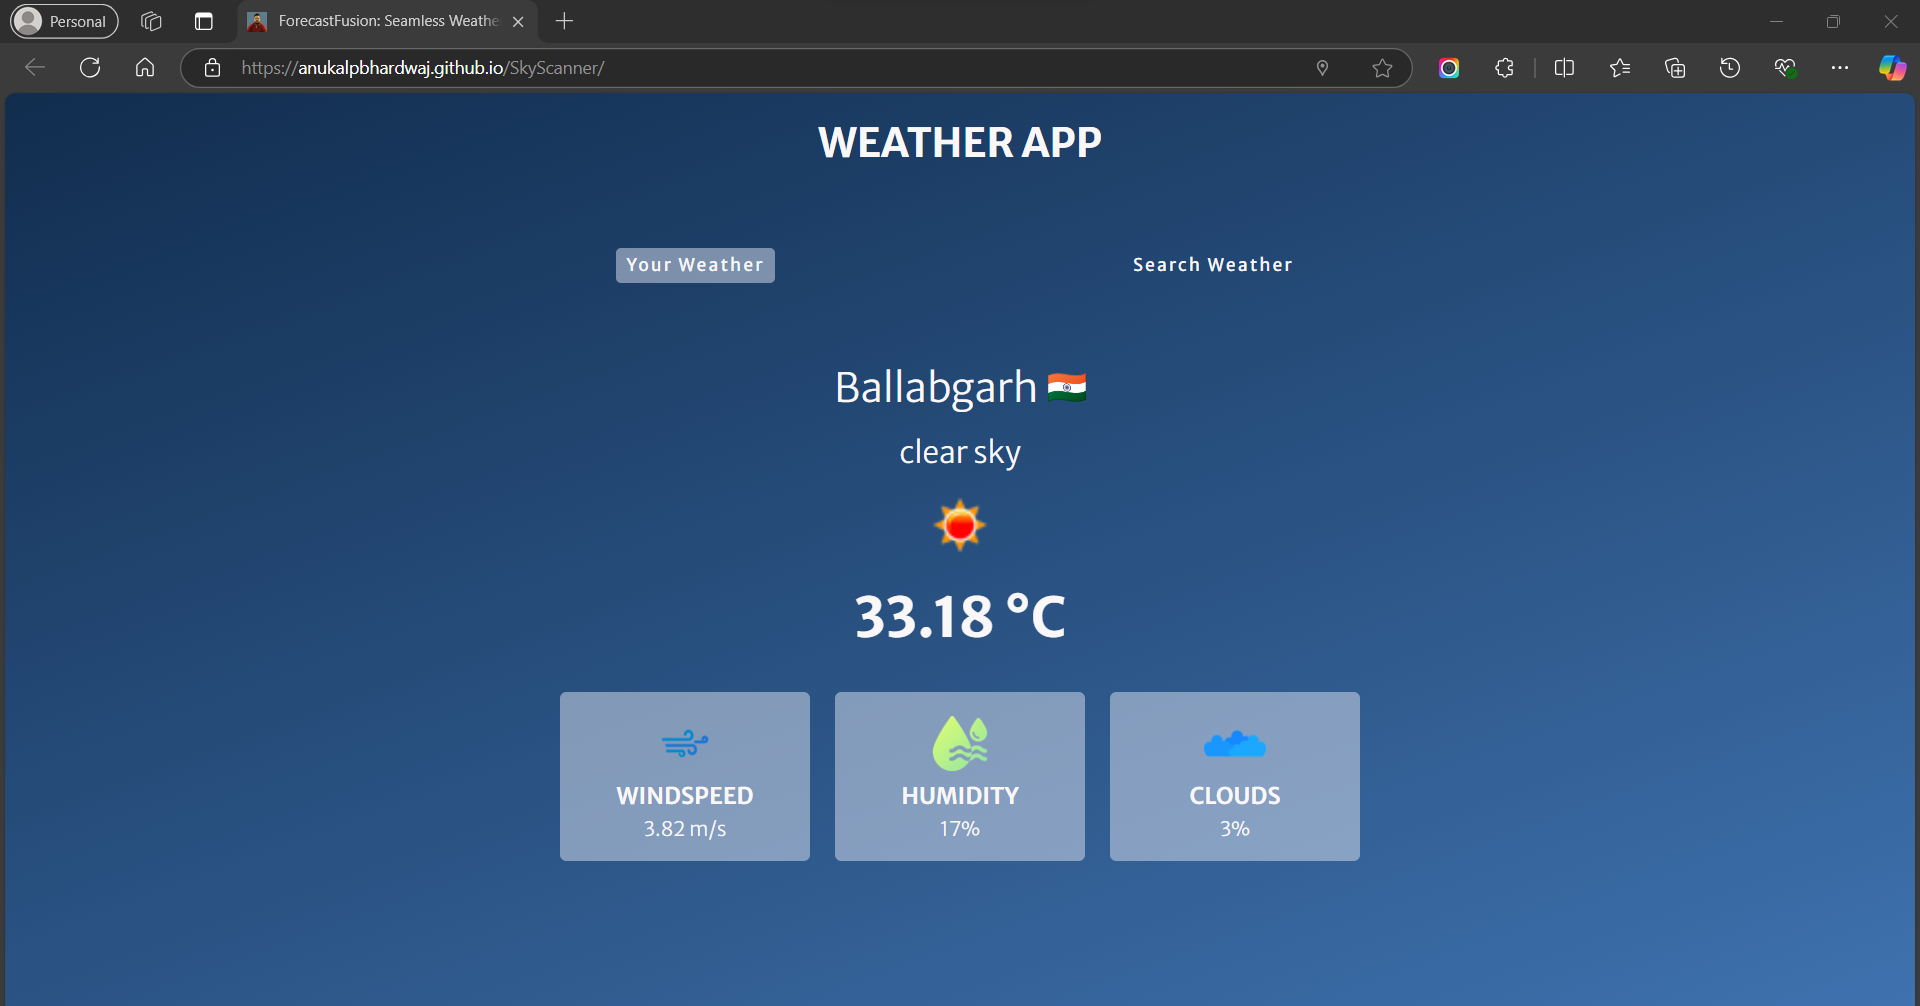 Personal
ForecastFusion: Seamless Weathe
https://anukalpbhardwaj.github.io/SkyScanner/
WEATHER APP
Your Weather
Search Weather
Ballabgarh
clear sky
33.18 °C
WINDSPEED
3.82 m/s
HUMIDITY
17%
CLOUDS
3%